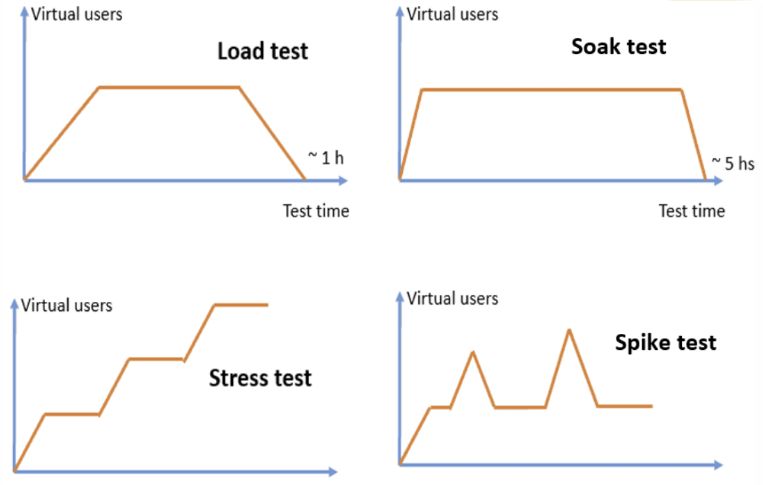 Virtual users
Load test
~ 1 h
Test time
Virtual users
Soak test
~ 5 hs
Test time
Virtual users
Stress test
Virtual users
Spike test